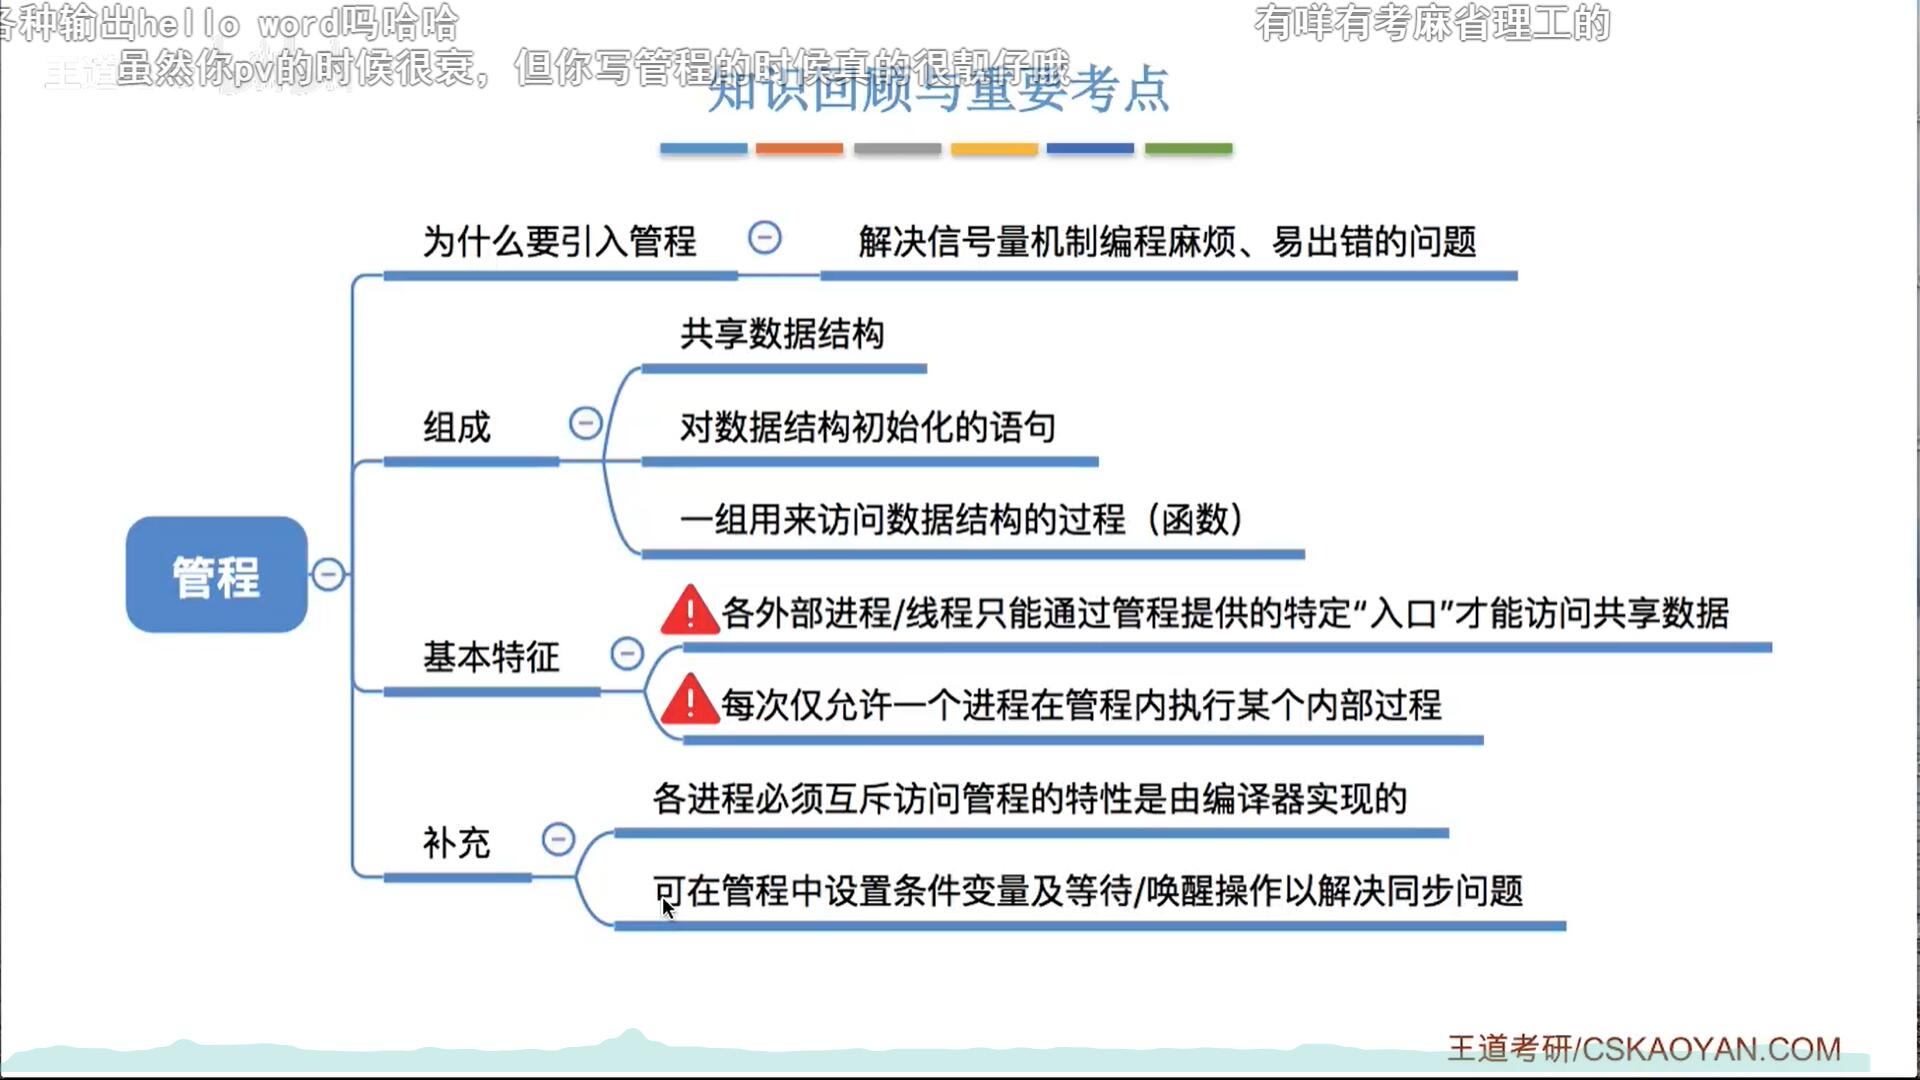 各种输出hello word吗哈哈
有咩有考麻省理工的
虽然你pv的时候很衰，但你写管程的时候真的很靓仔哦
知识回顾与重要考点
为什么要引入管程
解决信号量机制编程麻烦、易出错的问题
共享数据结构
组成
对数据结构初始化的语句
一组用来访问数据结构的过程（函数）
管程
各外部进程/线程只能通过管程提供的特定“入口”才能访问共享数据
基本特征
每次仅允许一个进程在管程内执行某个内部过程
各进程必须互斥访问管程的特性是由编译器实现的
补充
可在管程中设置条件变量及等待/唤醒操作以解决同步问题
王道考研/CSKAOYAN.COM